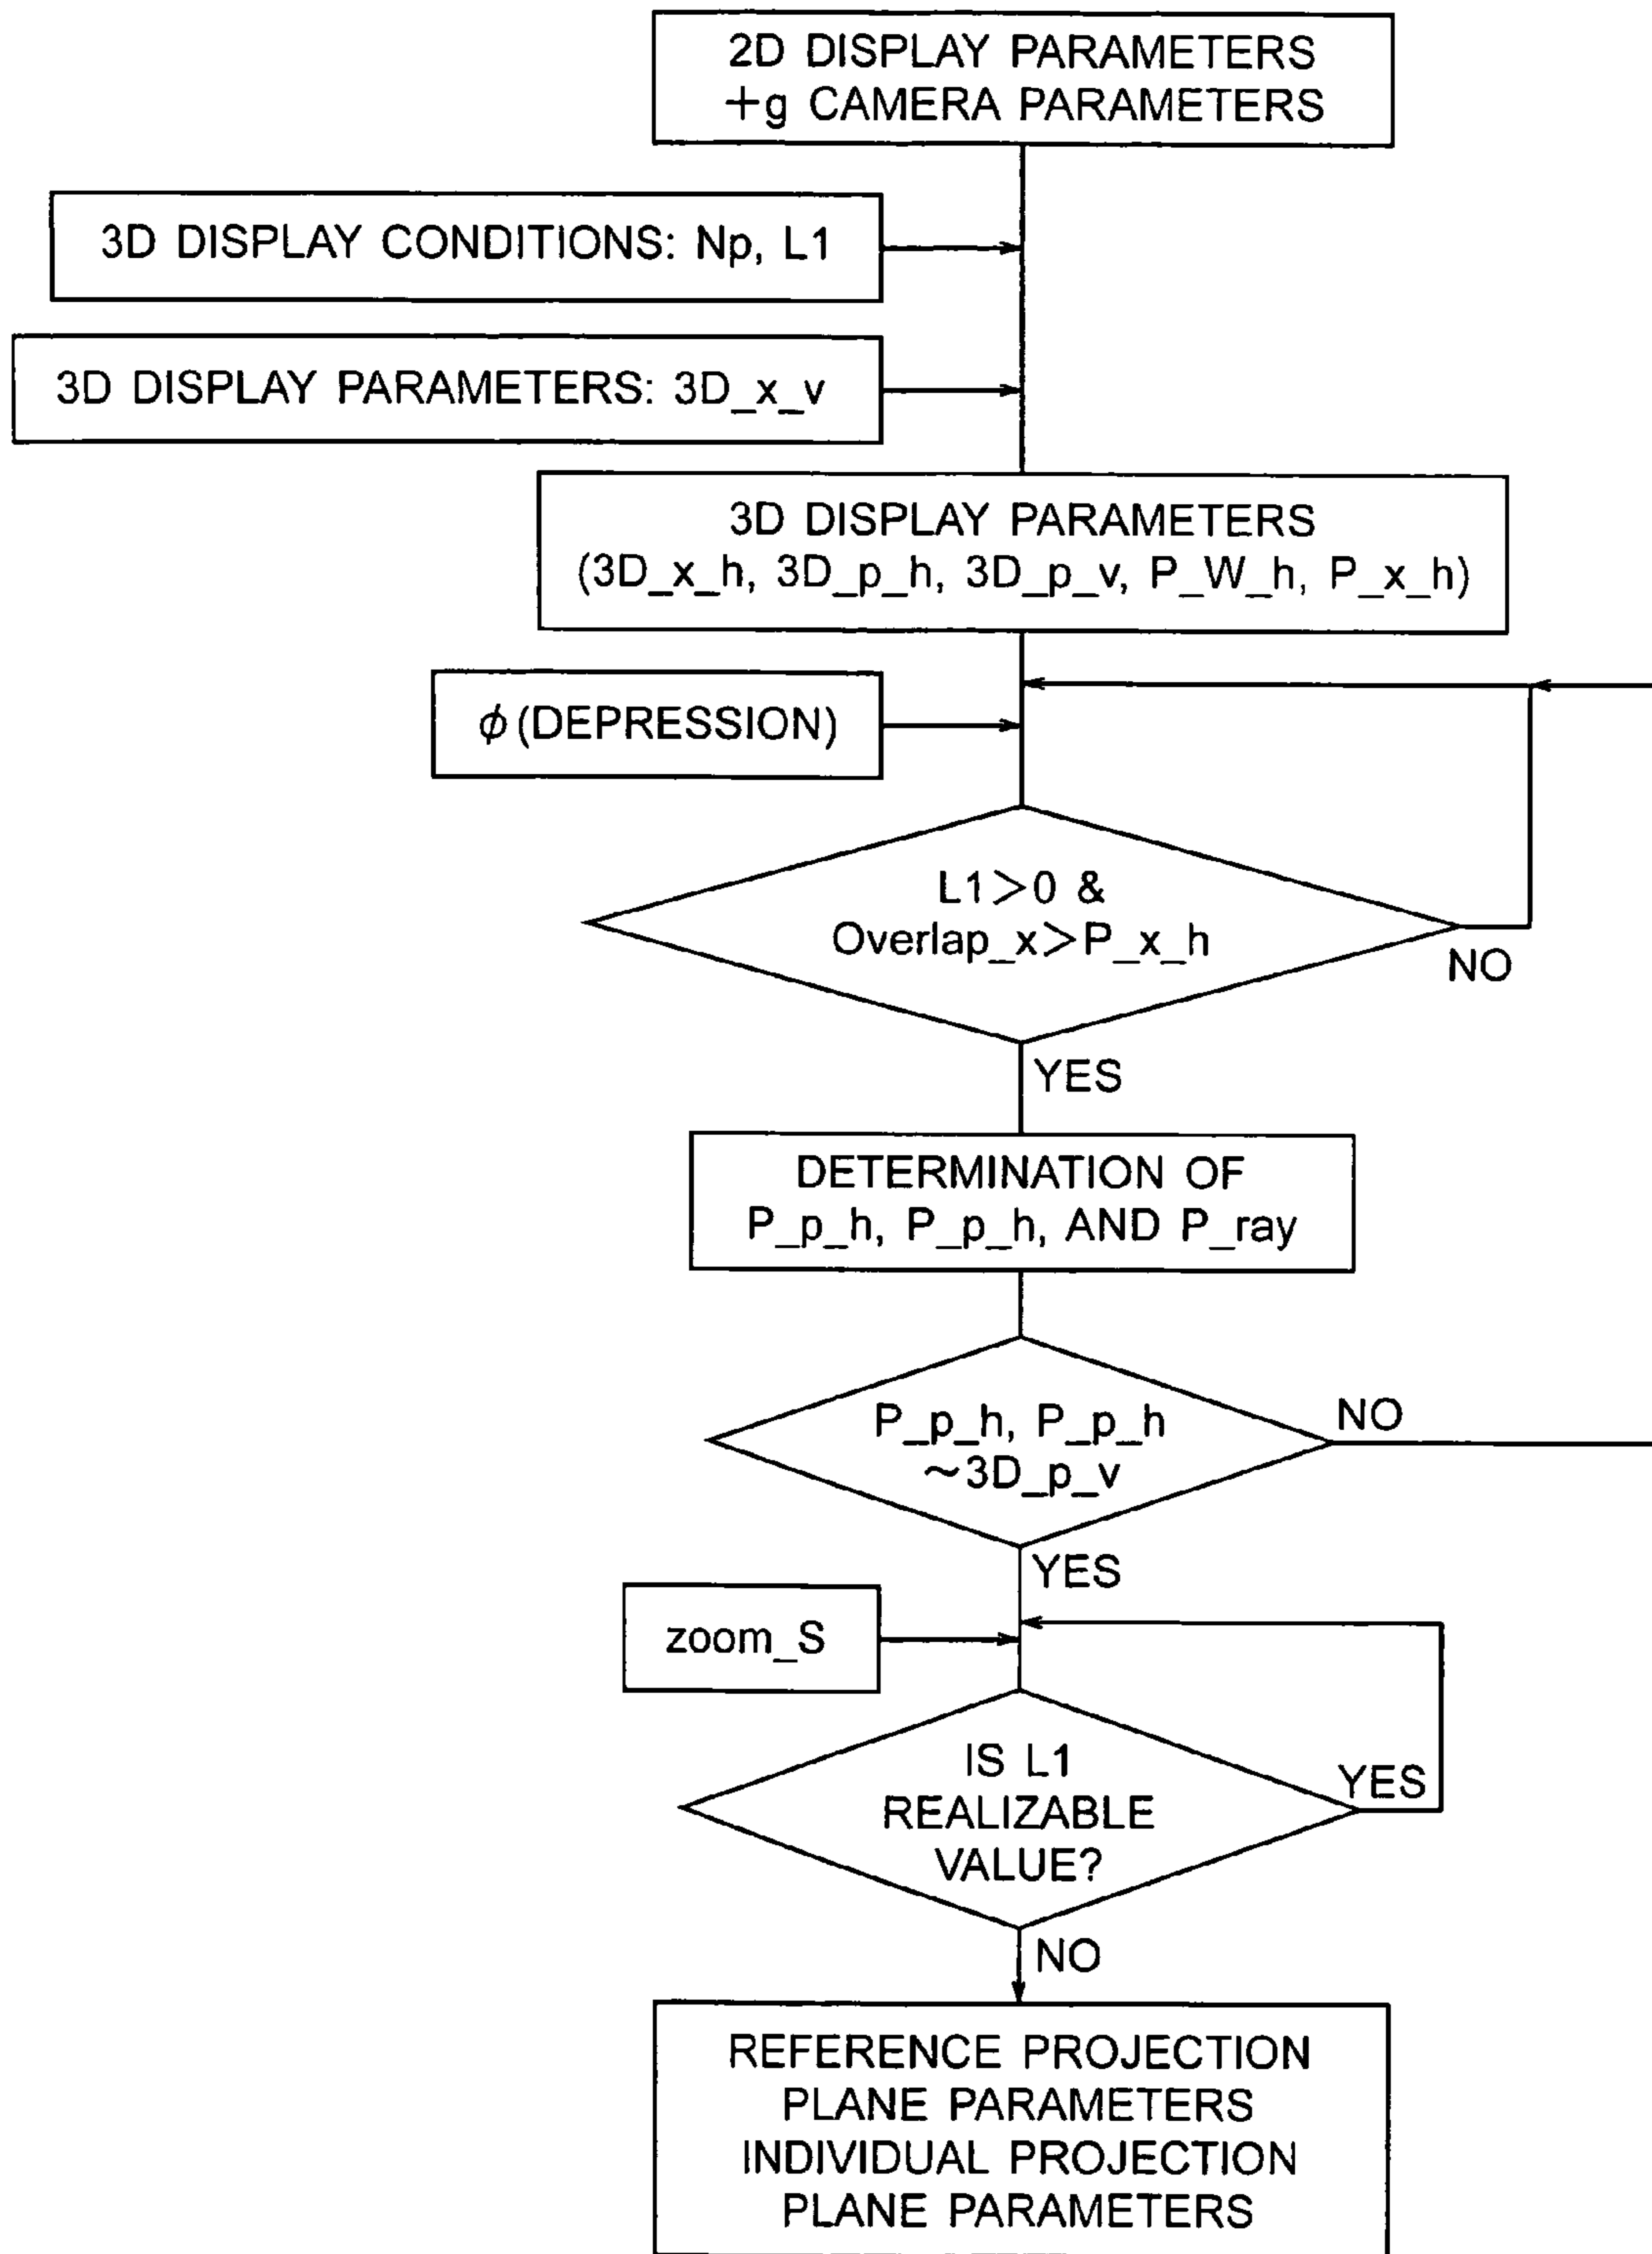 2D DISPLAY PARAMETERS
+g CAMERA PARAMETERS
3D DISPLAY CONDITIONS: Np, L1
3D DISPLAY PARAMETERS: 3D_x_v
3D DISPLAY PARAMETERS
(3D_x_h, 3D_p_h, 3D_p_v, P_W_h, P_x_h)
ϕ (DEPRESSION)
L1>0 &
Overlap_x>P_x_h
NO
YES
DETERMINATION OF
P_p_h, P_p_h, AND P_ray
P_p_h, P_p_h
~3D_p_v
NO
YES
zoom_S
IS L1
REALIZABLE
VALUE?
YES
NO
REFERENCE PROJECTION
PLANE PARAMETERS
INDIVIDUAL PROJECTION
PLANE PARAMETERS